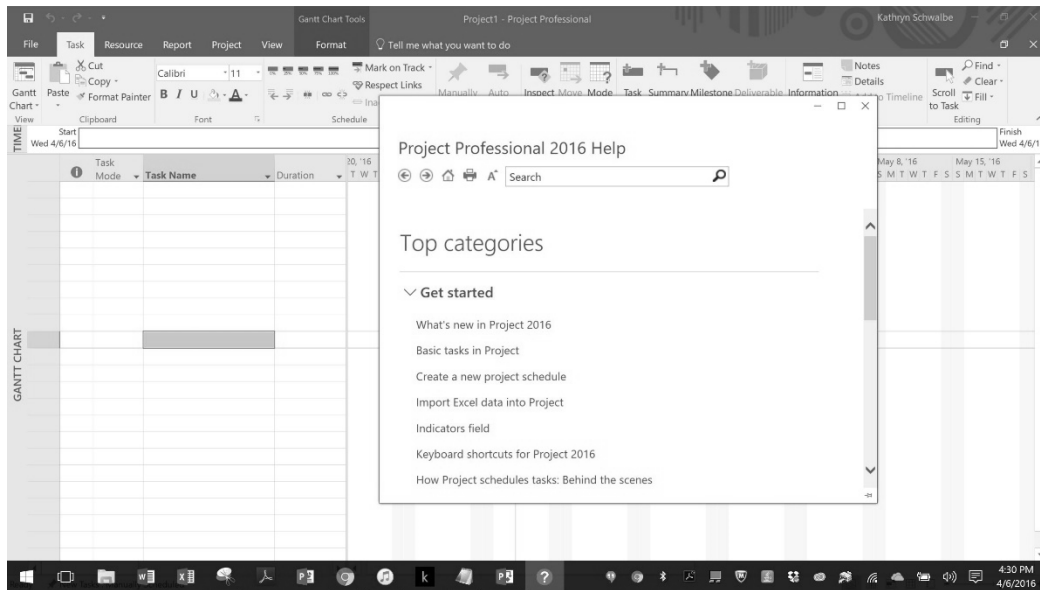 Gantt Chart Tools
Project1 - Project Professional
Kathryn Schwalbe
File Task Resource Report Project View Format Tell me what you want to do
Gantt Chart
Paste
Cut
Copy
Format Painter
Calibri 11
B I U A
Mark on Track
Respect Links
Manually Auto
Inspect Move Mode
Task Summary Milestone Deliverable Information
Notes
Details
Timeline
Scroll to Task
Find
Clear
Fill
View Clipboard Font Schedule Editing
TIME
Start
Wed 4/6/16
Finish
Wed 4/6/1
Task Mode
Task Name
Duration
20, '16
T W T
May 8, '16
S M T W T F S
May 15, '16
S M T W T F S
GANTT CHART
Project Professional 2016 Help
Search
Top categories
Get started
What's new in Project 2016
Basic tasks in Project
Create a new project schedule
Import Excel data into Project
Indicators field
Keyboard shortcuts for Project 2016
How Project schedules tasks: Behind the scenes
4:30 PM
4/6/2016